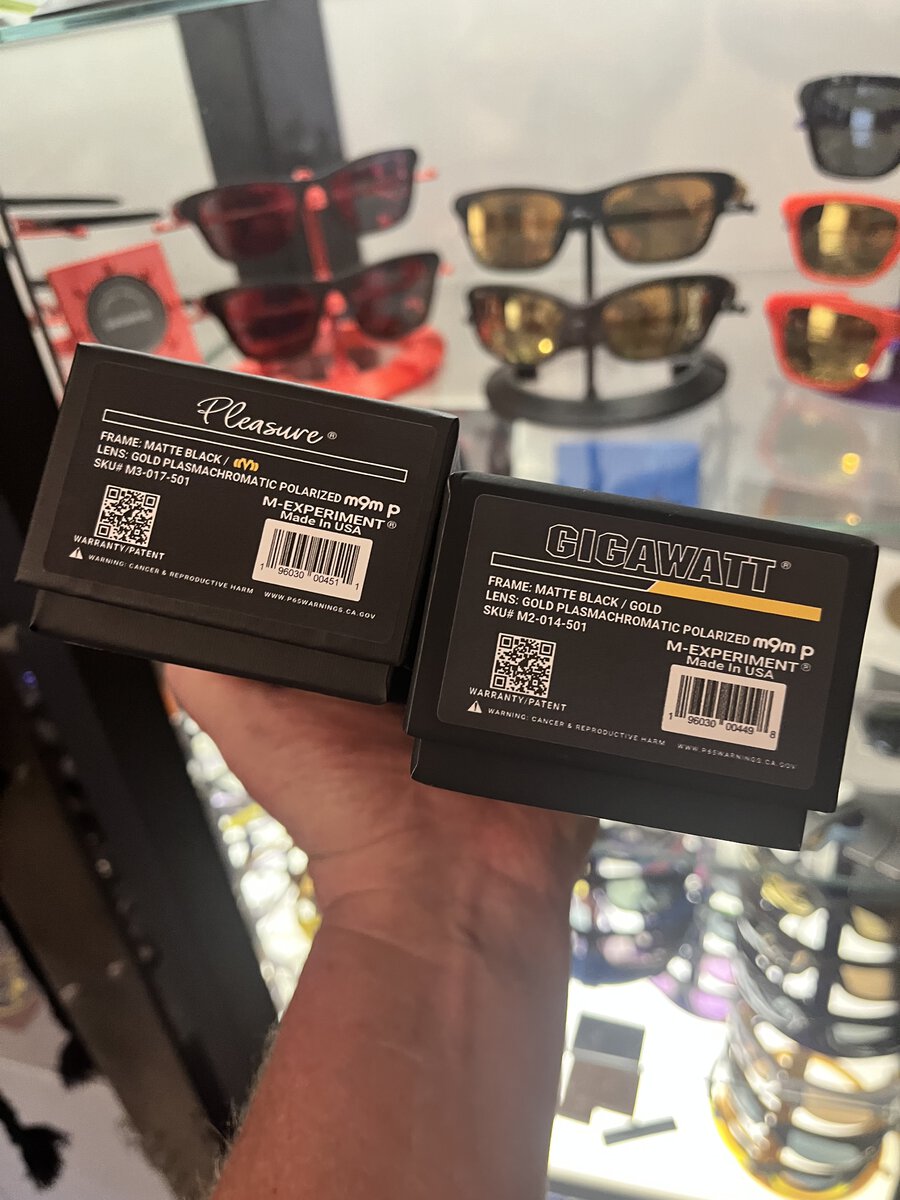 Pleasure®
FRAME: MATTE BLACK /
LENS: GOLD PLASMACHROMATIC POLARIZED m9m p
SKU# M3-017-501
M-EXPERIMENT®
Made In USA
1 96030 00451 1
WARRANTY/PATENT
WARNING: CANCER & REPRODUCTIVE HARM WWW.P65WARNINGS.CA.GOV
GIGAWATT®
FRAME: MATTE BLACK / GOLD
LENS: GOLD PLASMACHROMATIC POLARIZED m9m p
SKU# M2-014-501
M-EXPERIMENT®
Made In USA
1 96030 00449 8
WARRANTY/PATENT
WARNING: CANCER & REPRODUCTIVE HARM WWW.P65WARNINGS.CA.GOV